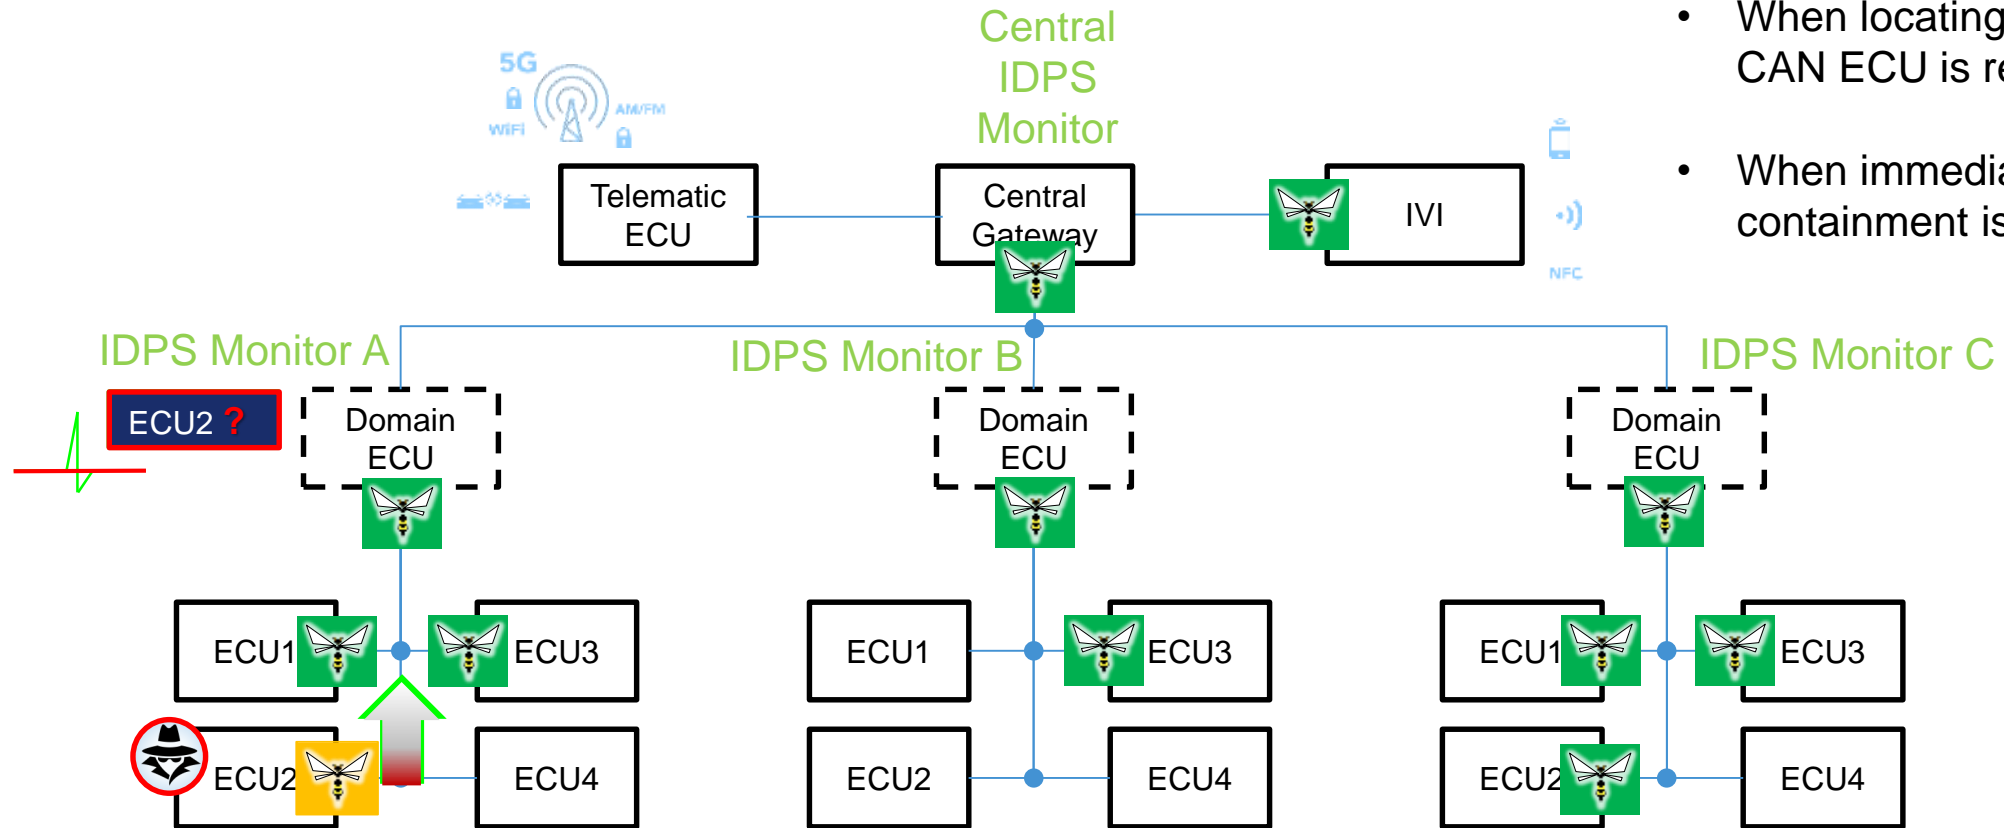 Central
IDPS
Monitor
• When locating
CAN ECU is re
• When immedia
containment is
5G
WiFi
AM/FM
Telematic
ECU
Central
Gateway
IVI
NFC
IDPS Monitor A
IDPS Monitor B
IDPS Monitor C
ECU2 ?
Domain
ECU
Domain
ECU
Domain
ECU
ECU1
ECU3
ECU1
ECU3
ECU1
ECU3
ECU2
ECU4
ECU2
ECU4
ECU2
ECU4